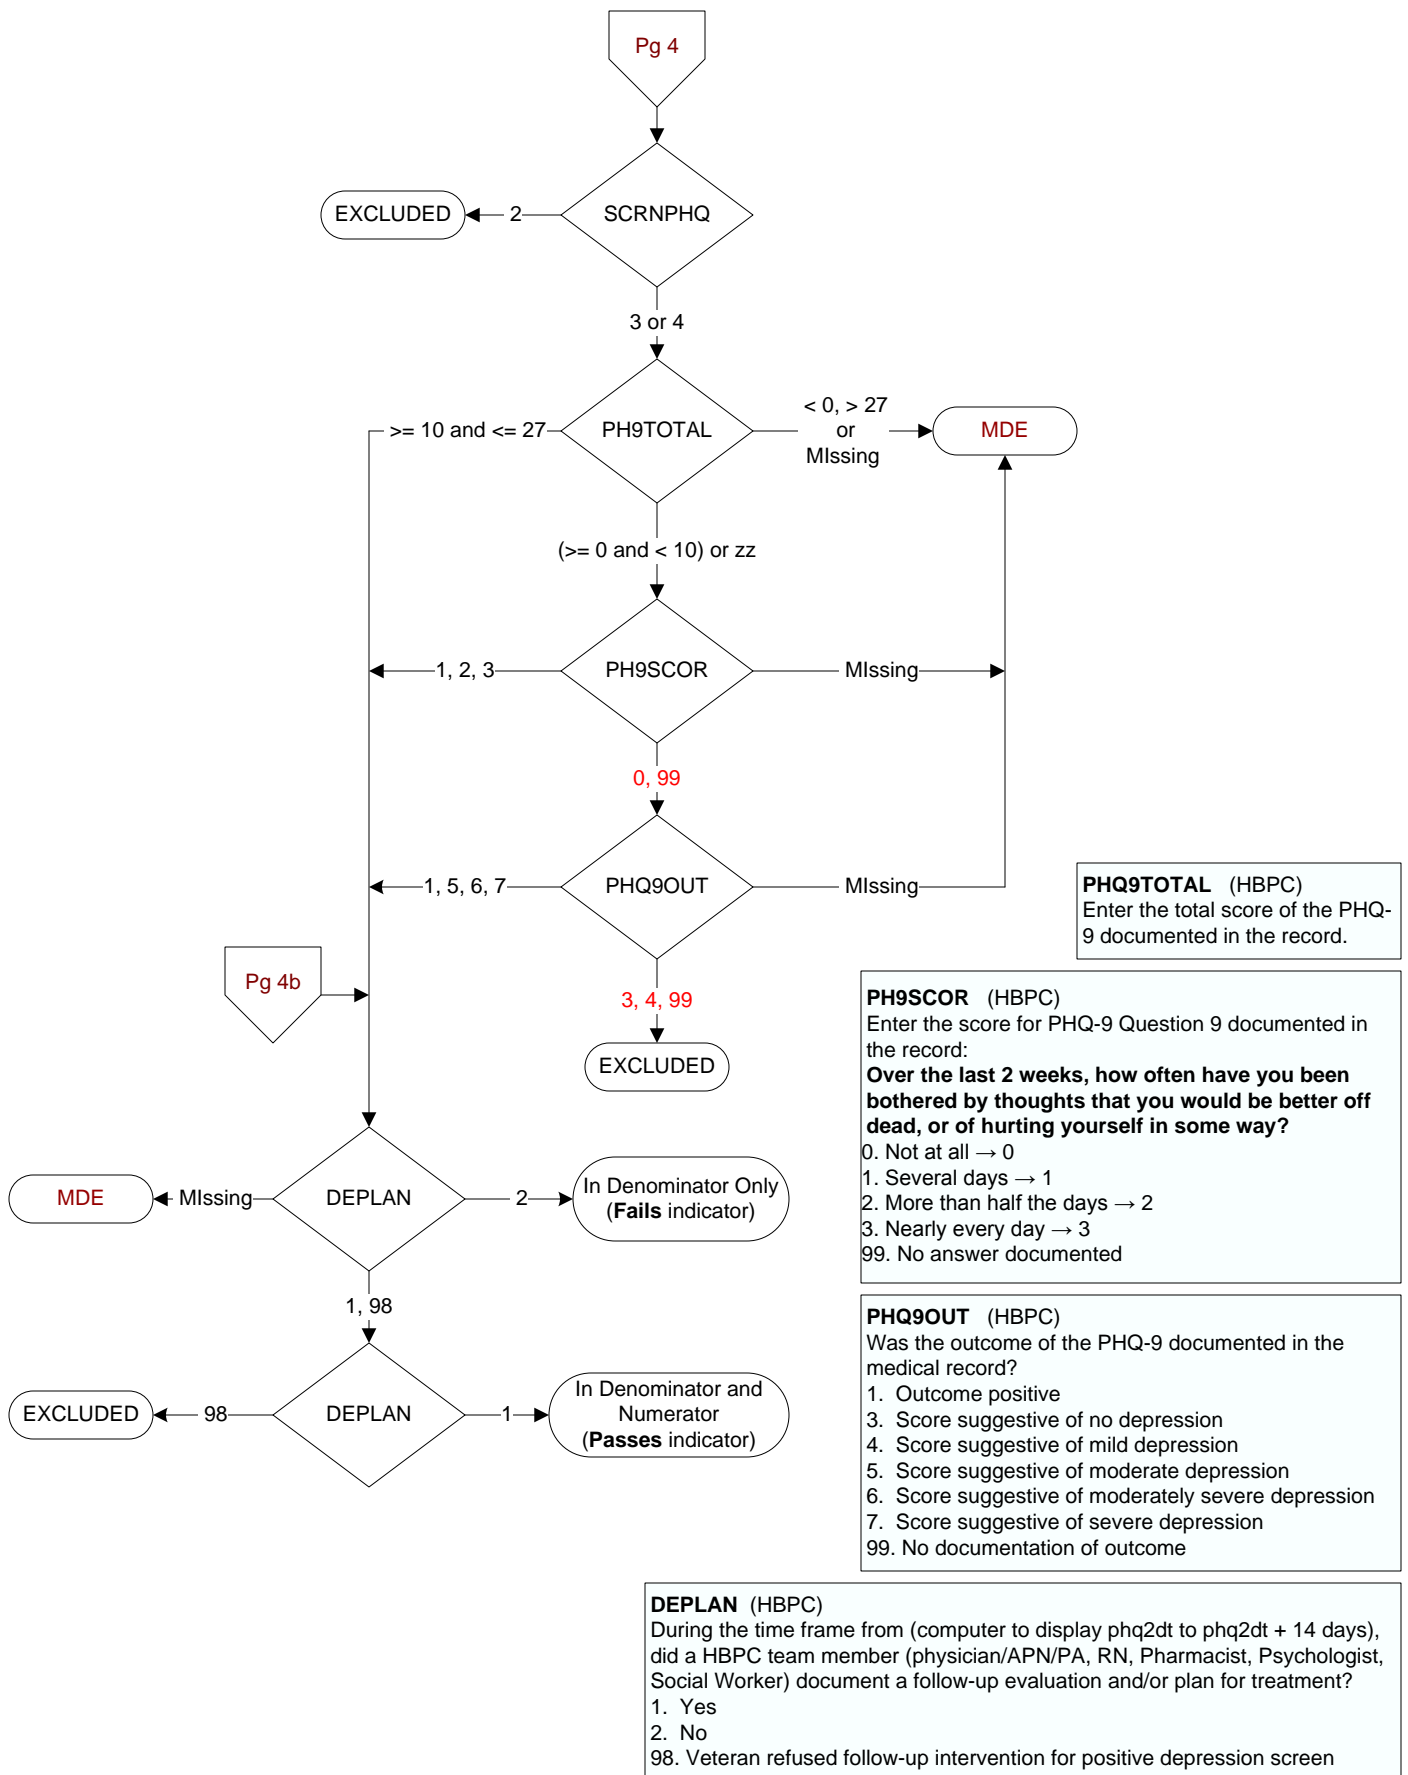 Pg 4
SCRNPHQ
2
EXCLUDED
3 or 4
PH9TOTAL
>= 10 and <= 27
< 0, > 27
or
MIssing
MDE
(>= 0 and < 10) or zz
PH9SCOR
1, 2, 3
MIssing
0, 99
PHQ9OUT
1, 5, 6, 7
MIssing
Pg 4b
3, 4, 99
EXCLUDED
DEPLAN
MIssing
MDE
2
In Denominator Only
(Fails indicator)
1, 98
DEPLAN
98
EXCLUDED
1
In Denominator and
Numerator
(Passes indicator)
PHQ9TOTAL (HBPC)
Enter the total score of the PHQ-
9 documented in the record.
PH9SCOR (HBPC)
Enter the score for PHQ-9 Question 9 documented in
the record:
Over the last 2 weeks, how often have you been
bothered by thoughts that you would be better off
dead, or of hurting yourself in some way?
0. Not at all → 0
1. Several days → 1
2. More than half the days → 2
3. Nearly every day → 3
99. No answer documented
PHQ9OUT (HBPC)
Was the outcome of the PHQ-9 documented in the
medical record?
1. Outcome positive
3. Score suggestive of no depression
4. Score suggestive of mild depression
5. Score suggestive of moderate depression
6. Score suggestive of moderately severe depression
7. Score suggestive of severe depression
99. No documentation of outcome
DEPLAN (HBPC)
During the time frame from (computer to display phq2dt to phq2dt + 14 days),
did a HBPC team member (physician/APN/PA, RN, Pharmacist, Psychologist,
Social Worker) document a follow-up evaluation and/or plan for treatment?
1. Yes
2. No
98. Veteran refused follow-up intervention for positive depression screen